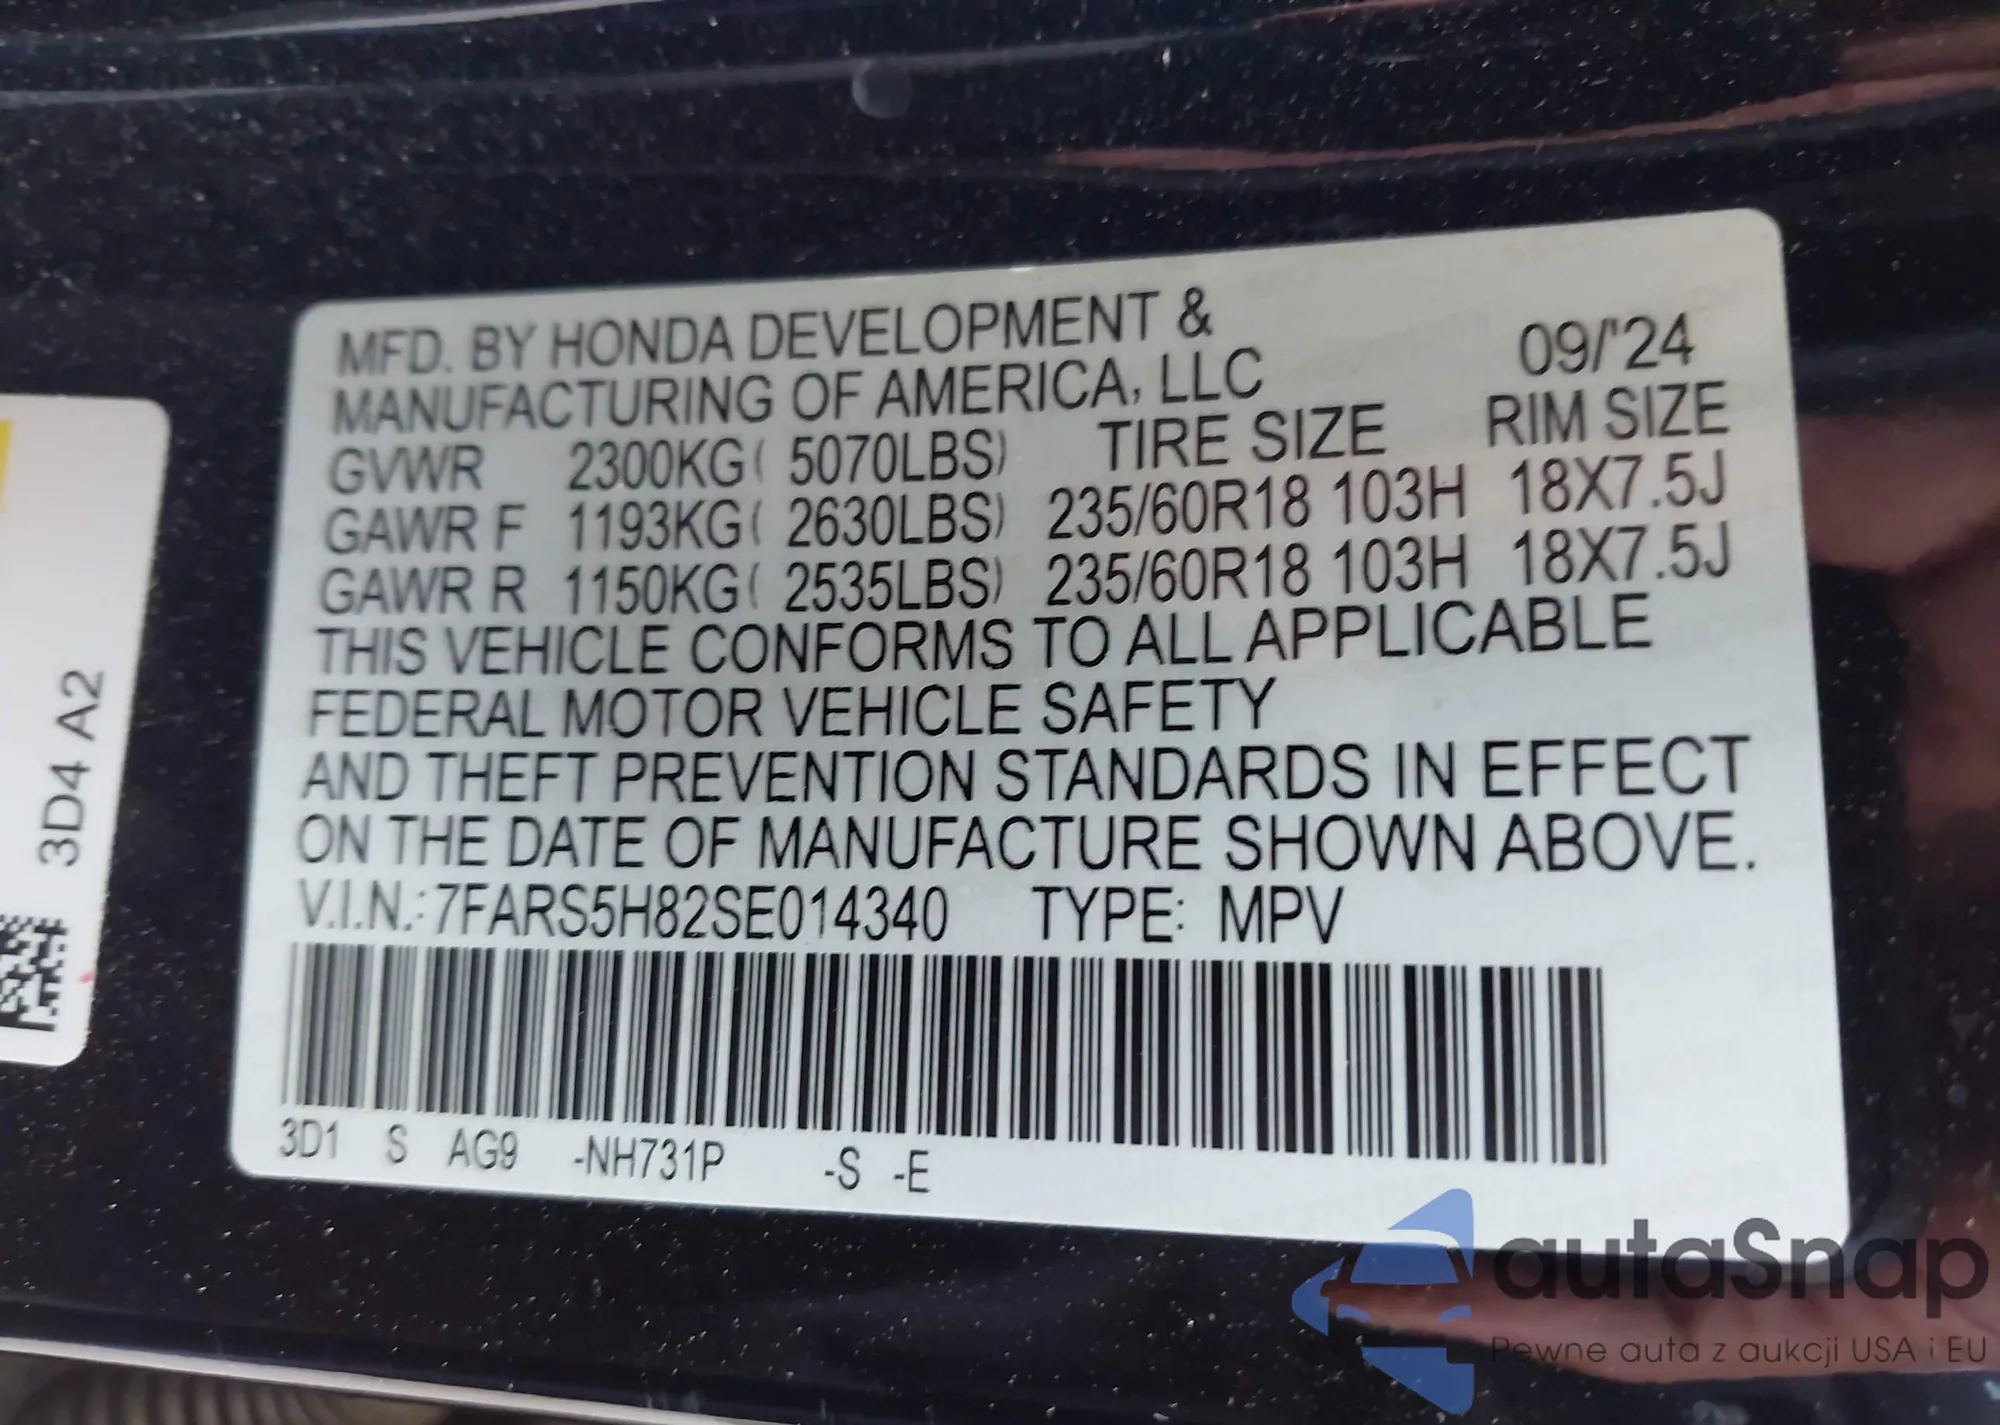 MFD. BY HONDA DEVELOPMENT &
MANUFACTURING OF AMERICA, LLC 09/'24
GVWR 2300KG( 5070LBS) TIRE SIZE RIM SIZE
GAWR F 1193KG( 2630LBS) 235/60R18 103H 18X7.5J
GAWR R 1150KG( 2535LBS) 235/60R18 103H 18X7.5J
THIS VEHICLE CONFORMS TO ALL APPLICABLE
FEDERAL MOTOR VEHICLE SAFETY
AND THEFT PREVENTION STANDARDS IN EFFECT
ON THE DATE OF MANUFACTURE SHOWN ABOVE.
V.I.N.:7FARS5H82SE014340 TYPE: MPV
3D1 S AG9 -NH731P -S -E
3D4 A2
autaSnap
Pewne auta z aukcji USA i EU